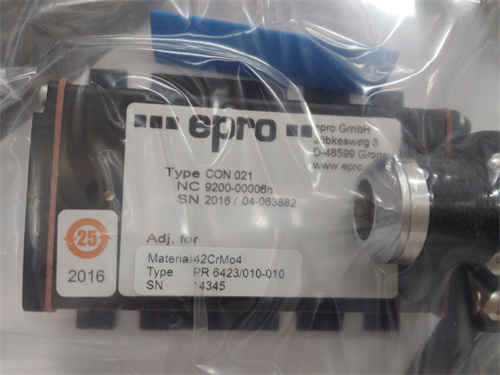 epro
epro GmbH
Jöbkesweg 3
D-48599 Gronau
www.epro
Type CON 021
NC 9200-00006n
SN 2016 / 04-063882
25
2016
Adj. for
Material 42CrMo4
Type PR 6423/010-010
SN 14345